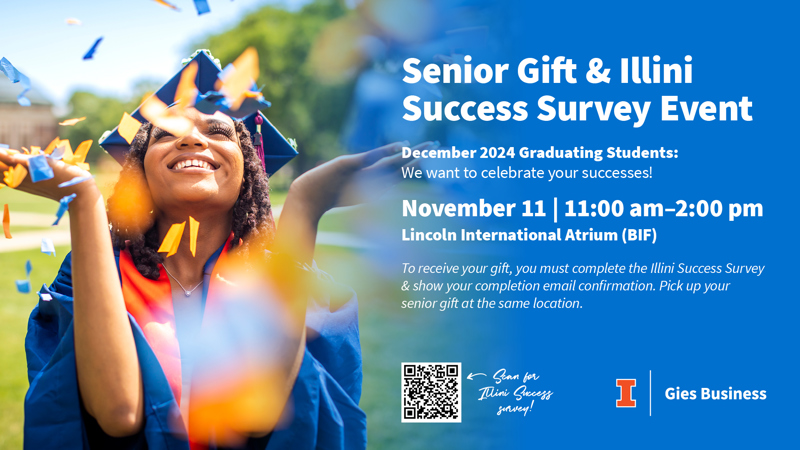 Senior Gift & Illini
Success Survey Event
December 2024 Graduating Students:
We want to celebrate your successes!
November 11 | 11:00 am–2:00 pm
Lincoln International Atrium (BIF)
To receive your gift, you must complete the Illini Success Survey
& show your completion email confirmation. Pick up your
senior gift at the same location.
Scan for
Illini Success
survey!
I | Gies Business